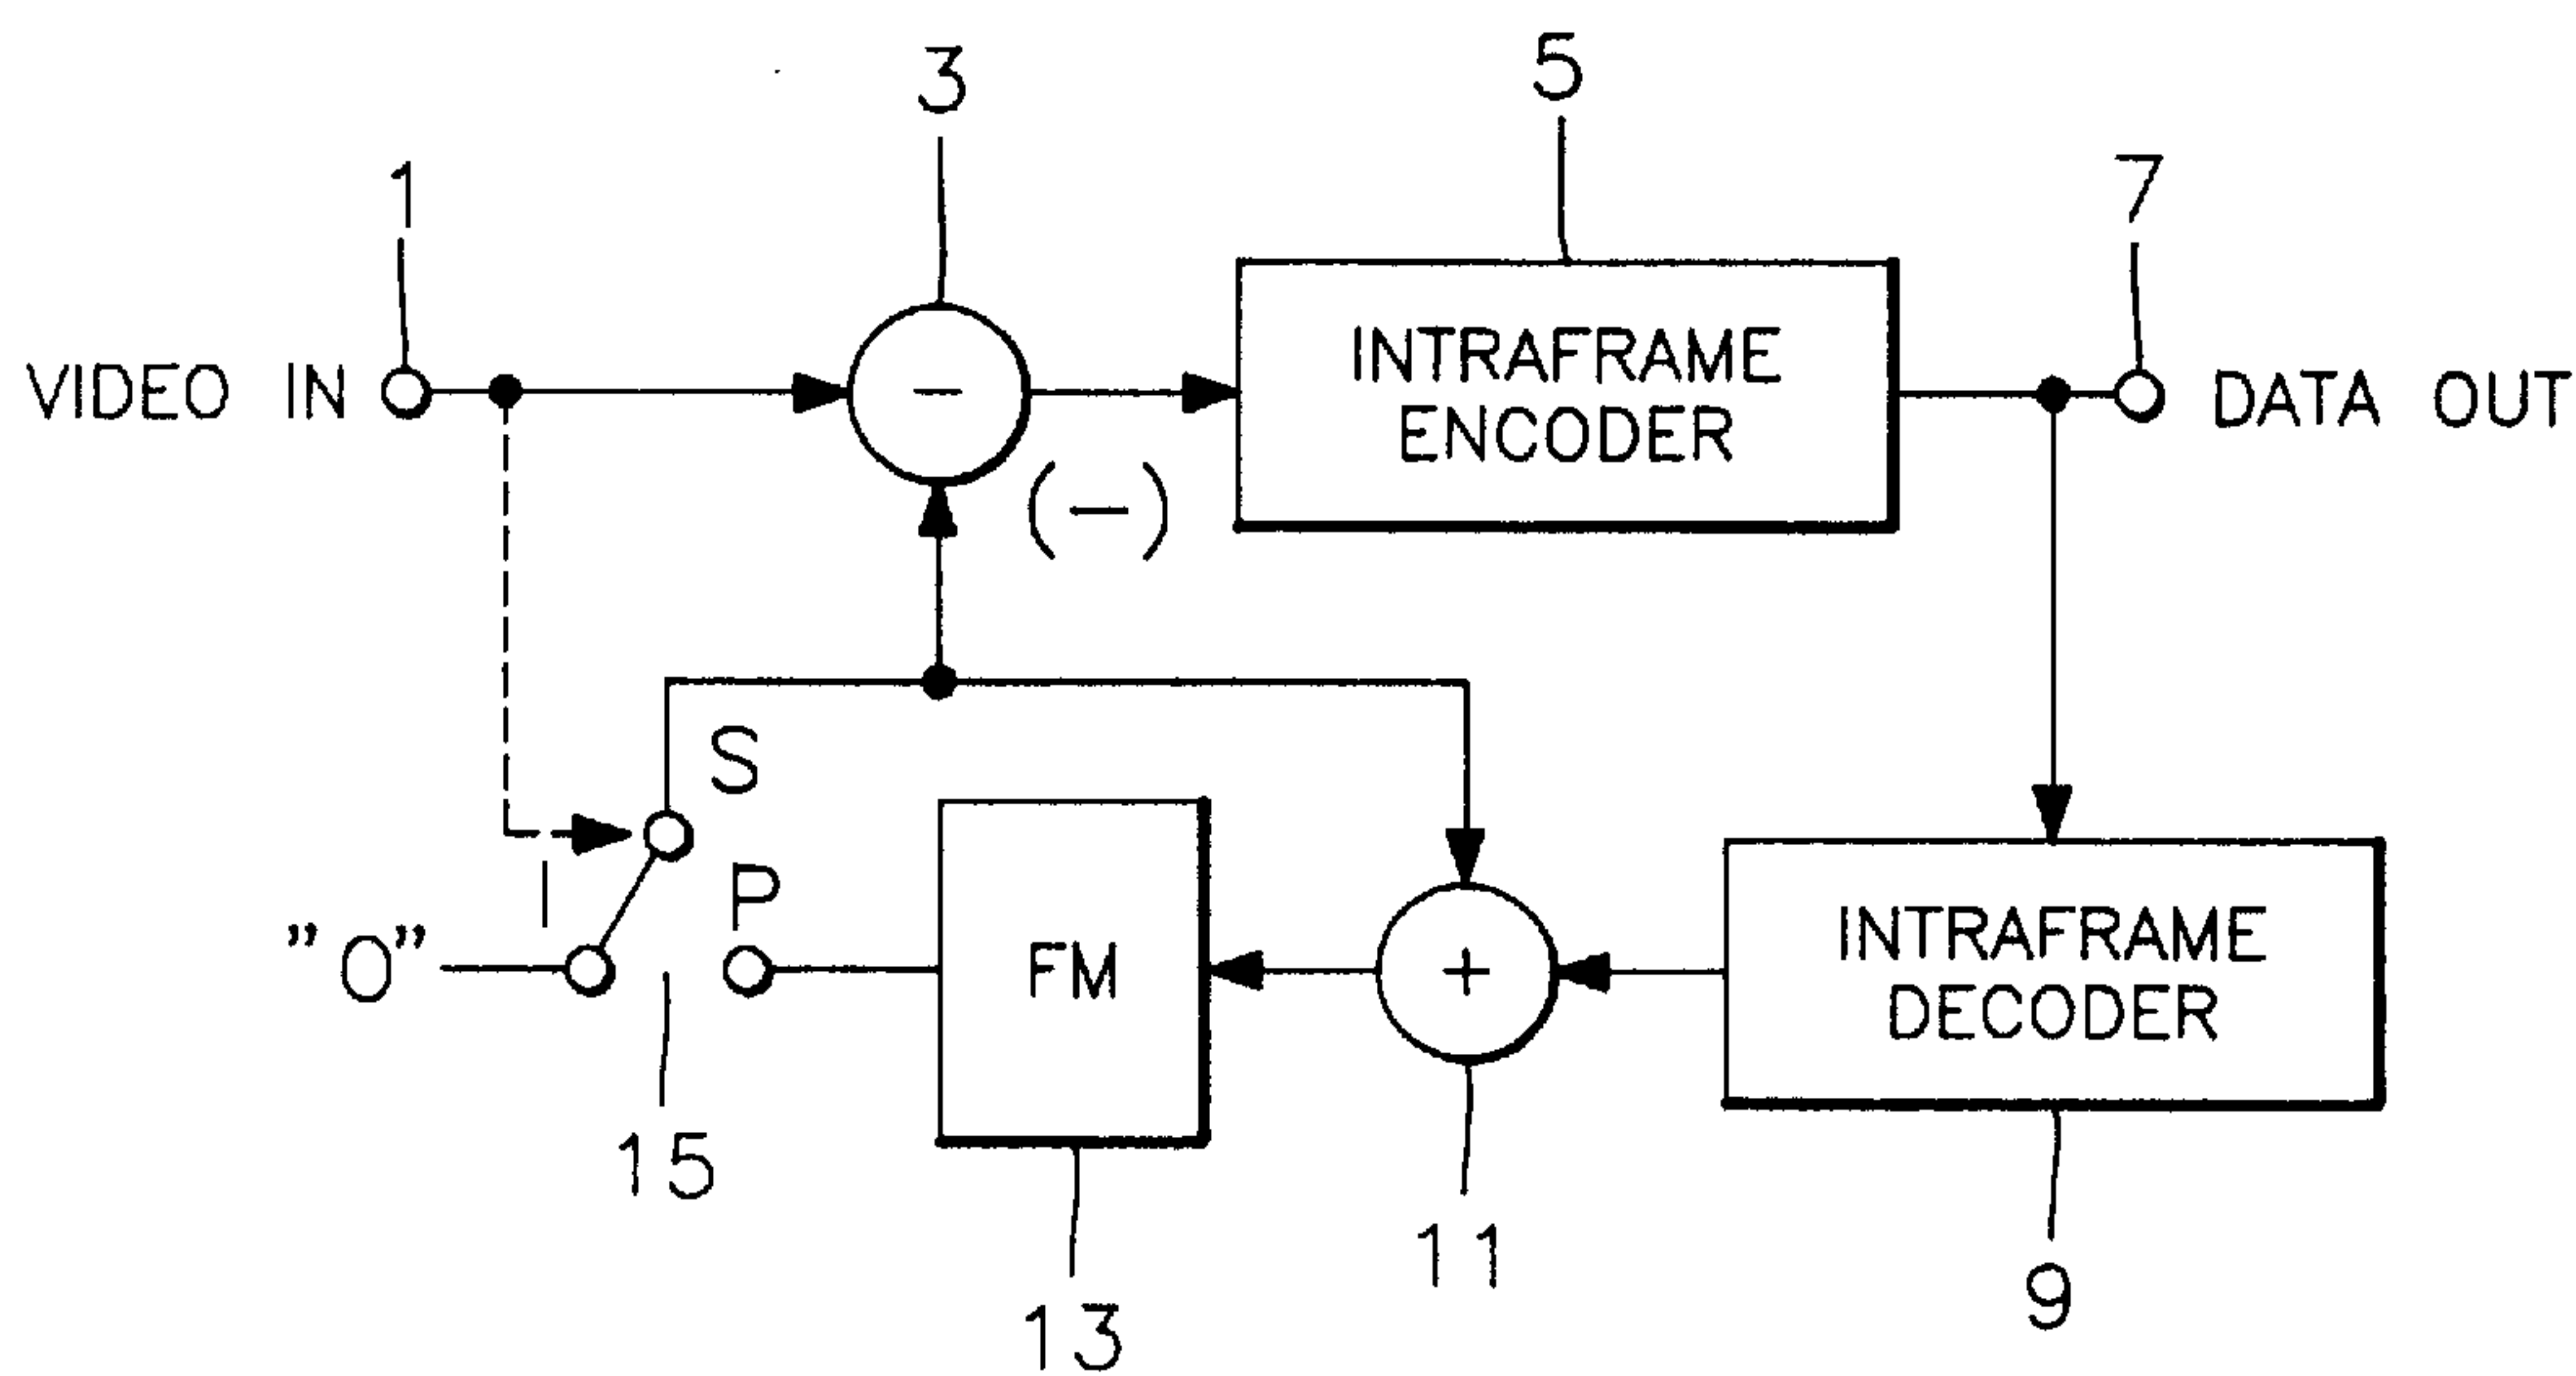 3
5
1
7
VIDEO IN
−
INTRAFRAME
ENCODER
DATA OUT
(−)
S
I
P
"0"
FM
+
INTRAFRAME
DECODER
15
11
13
9